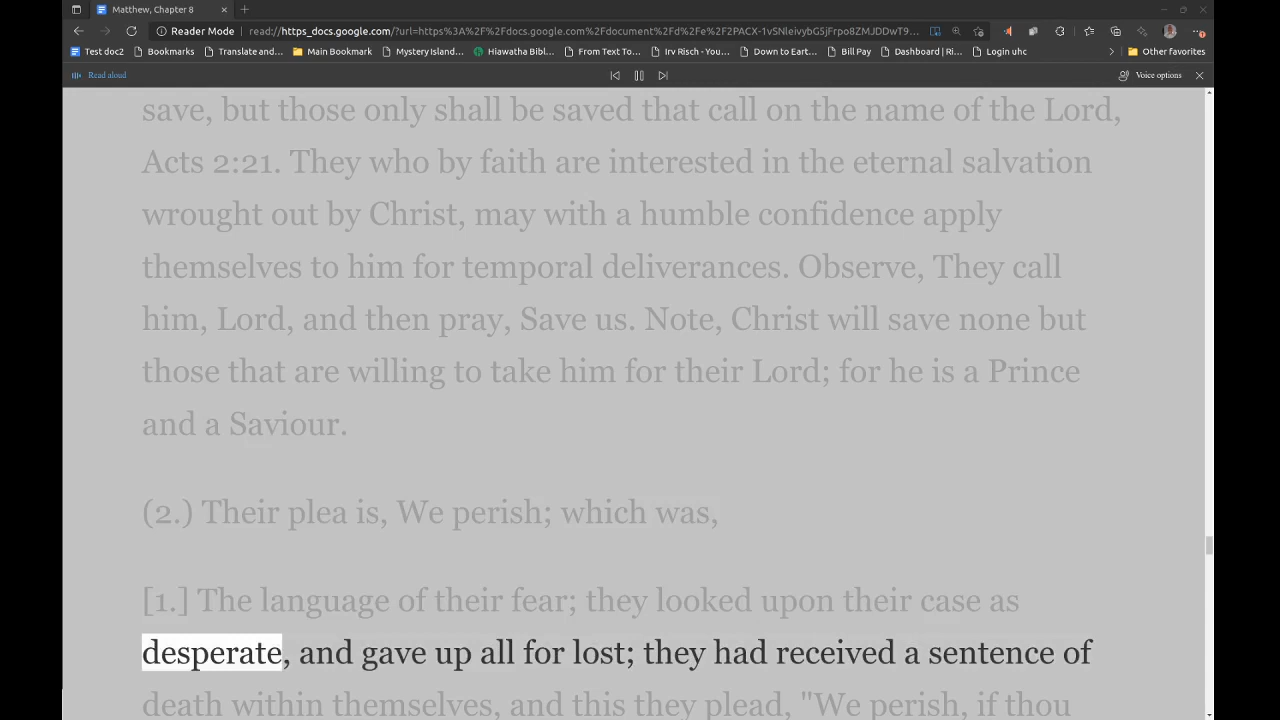 Matthew, Chapter 8
Reader Mode read://https_docs.google.com/?url=https%3A%2F%2Fdocs.google.com%2Fdocument%2Fd%2Fe%2F2PACX-1vSNleivybG5jFrpo8ZMJDDwT9...
Test doc2 Bookmarks Translate and... Main Bookmark Mystery Island... Hiawatha Bibl... From Text To... Irv Risch - You... Down to Eart... Bill Pay Dashboard | Ri... Login uhc Other favorites
Read aloud Voice options
save, but those only shall be saved that call on the name of the Lord,
Acts 2:21. They who by faith are interested in the eternal salvation
wrought out by Christ, may with a humble confidence apply
themselves to him for temporal deliverances. Observe, They call
him, Lord, and then pray, Save us. Note, Christ will save none but
those that are willing to take him for their Lord; for he is a Prince
and a Saviour.
(2.) Their plea is, We perish; which was,
[1.] The language of their fear; they looked upon their case as
desperate, and gave up all for lost; they had received a sentence of
death within themselves, and this they plead, "We perish, if thou